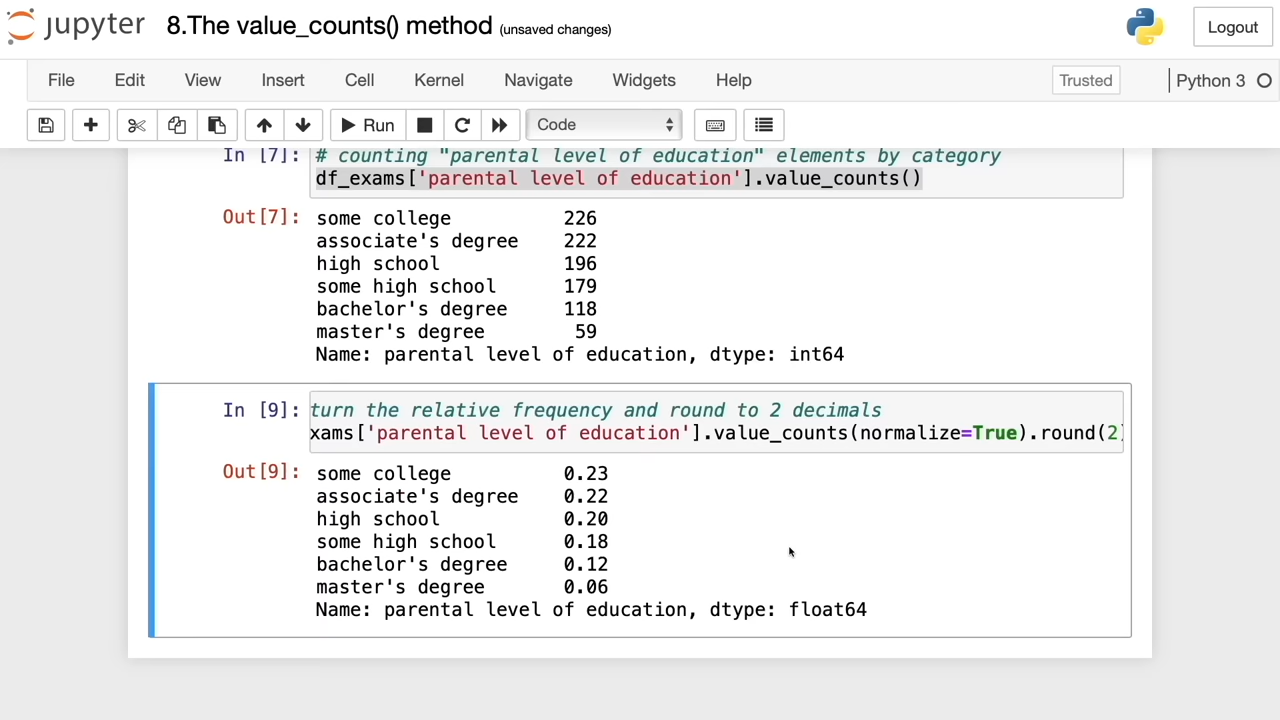 jupyter 8.The value_counts() method (unsaved changes) Logout
File Edit View Insert Cell Kernel Navigate Widgets Help Trusted Python 3
Run Code
In [7]: # counting "parental level of education" elements by category
df_exams['parental level of education'].value_counts()
Out[7]: some college 226
associate's degree 222
high school 196
some high school 179
bachelor's degree 118
master's degree 59
Name: parental level of education, dtype: int64
In [9]: turn the relative frequency and round to 2 decimals
xams['parental level of education'].value_counts(normalize=True).round(2)
Out[9]: some college 0.23
associate's degree 0.22
high school 0.20
some high school 0.18
bachelor's degree 0.12
master's degree 0.06
Name: parental level of education, dtype: float64